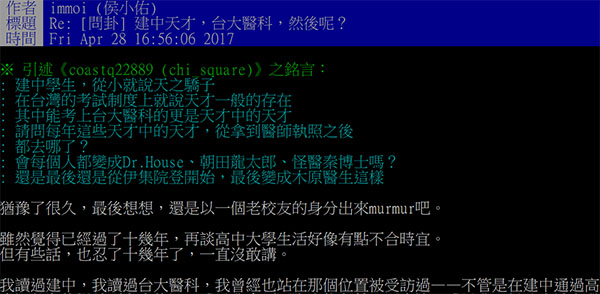 作者 immoi (侯小佑)
標題 Re: [問卦] 建中天才，台大醫科，然後呢？
時間 Fri Apr 28 16:56:06 2017
※ 引述《coastq22889 (chi_square)》之銘言：
: 建中學生，從小就說天之驕子
: 在台灣的考試制度上就說天才一般的存在
: 其中能考上台大醫科的更是天才中的天才
: 請問每年這些天才中的天才，從拿到醫師執照之後
: 都去哪了？
: 會每個人都變成Dr.House、朝田龍太郎、怪醫秦博士嗎？
: 還是最後還是從伊集院登開始，最後變成木原醫生這樣
猶豫了很久，最後想想，還是以一個老校友的身分出來murmur吧。
雖然覺得已經過了十幾年，再談高中大學生活好像有點不合時宜。
但有些話，也忍了十幾年了，一直沒敢講。
我讀過建中，我讀過台大醫科，我曾經也站在那個位置被受訪過——不管是在建中通過高